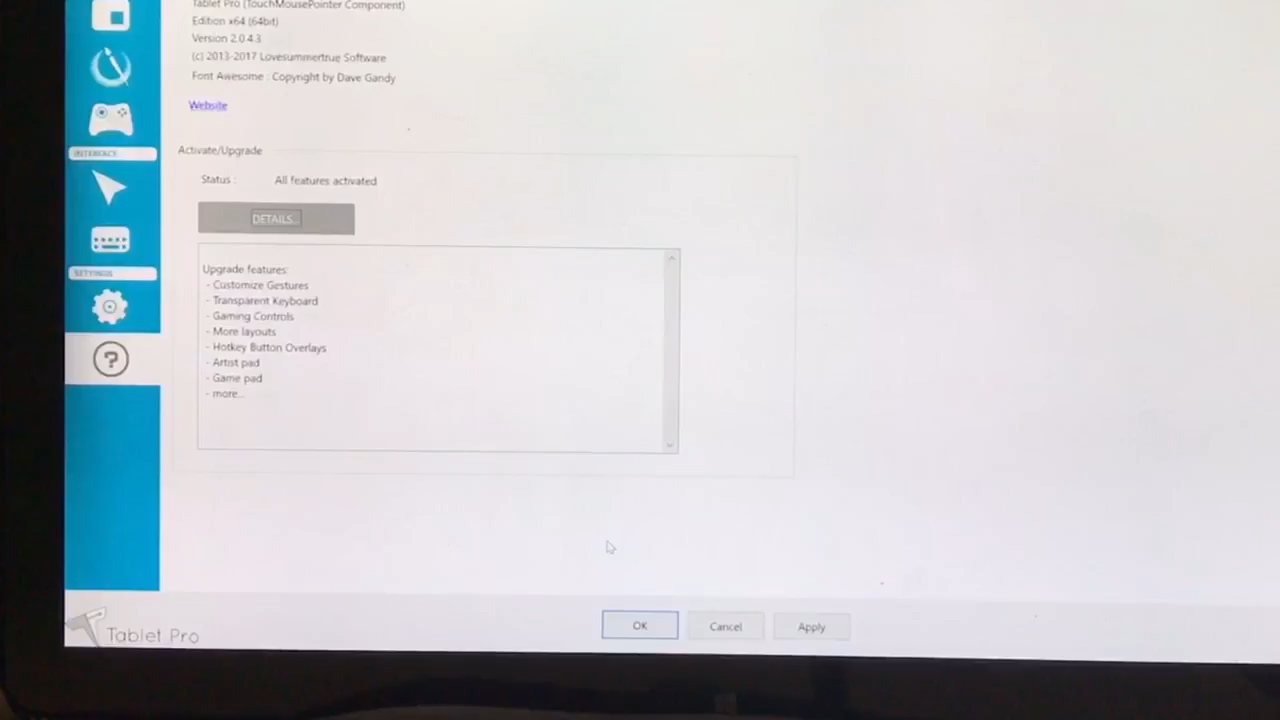 Tablet Pro (TouchMousePointer Component)
Edition x64 (64bit)
Version 2.0.4.3
(c) 2013-2017 Lovesummertrue Software
Font Awesome : Copyright by Dave Gandy
Website
INTERFACE
Activate/Upgrade
Status :
All features activated
DETAILS...
SETTINGS
Upgrade features:
- Customize Gestures
- Transparent Keyboard
- Gaming Controls
- More layouts
- Hotkey Button Overlays
- Artist pad
- Game pad
- more...
?
Tablet Pro
OK
Cancel
Apply